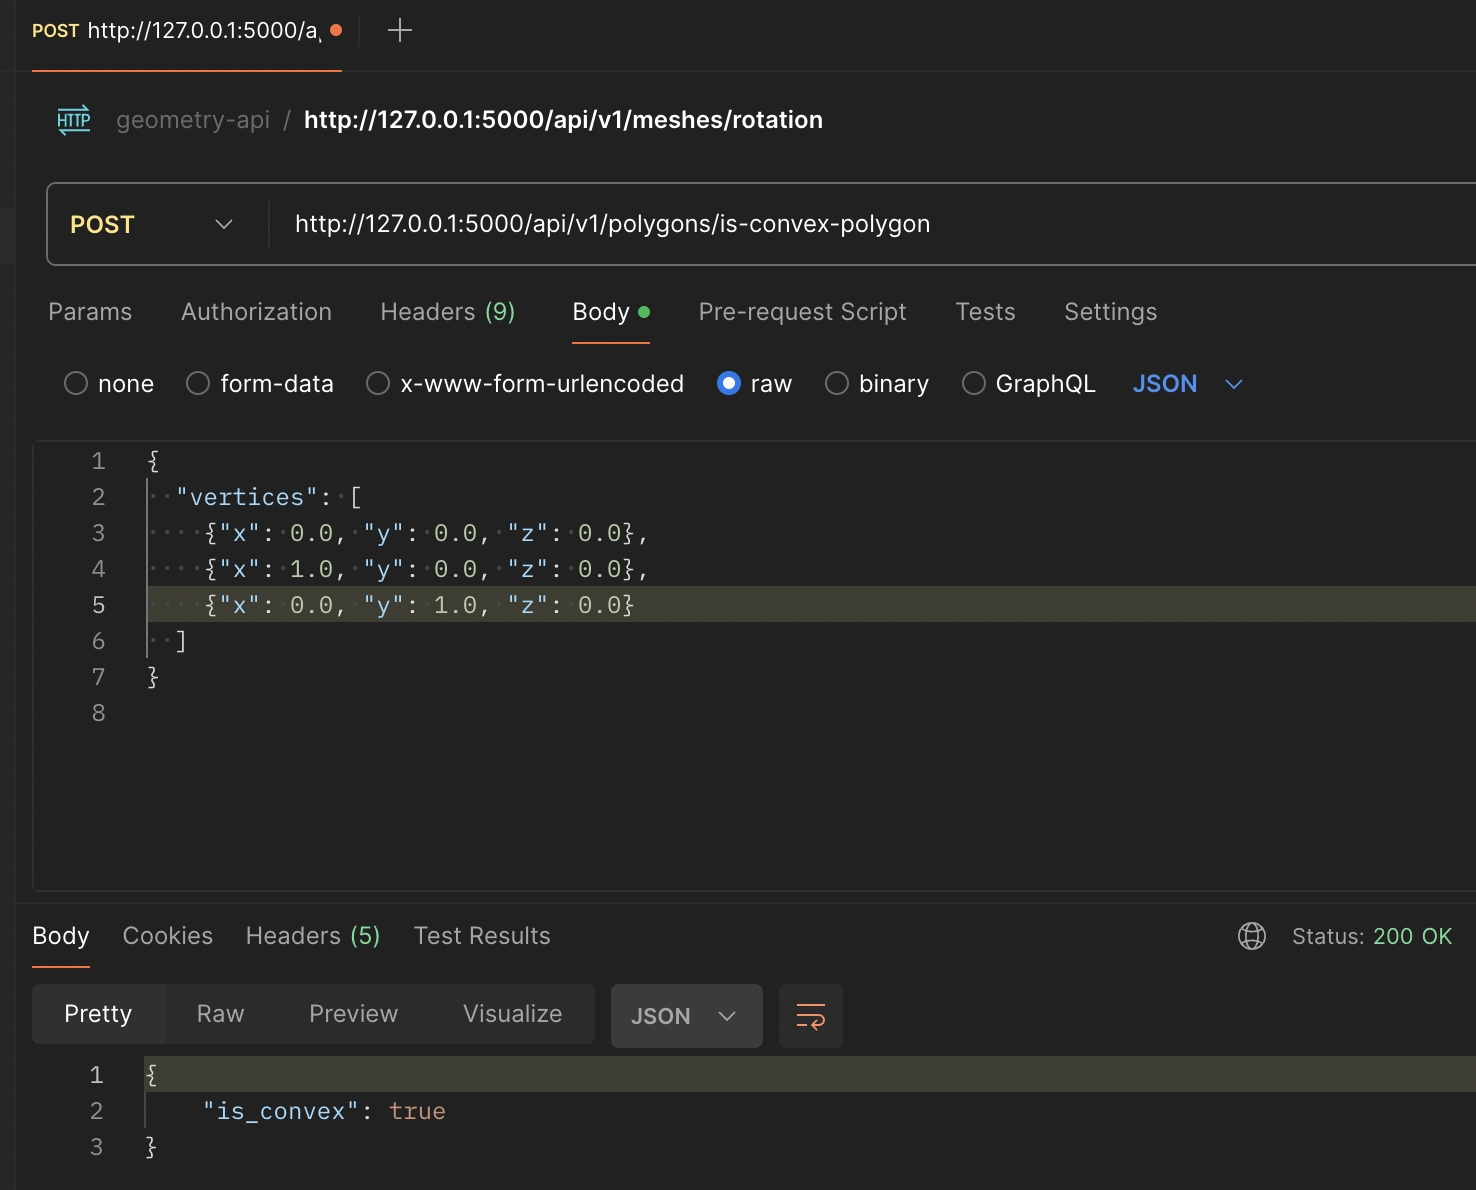 POST http://127.0.0.1:5000/a
HTTP geometry-api / http://127.0.0.1:5000/api/v1/meshes/rotation
POST http://127.0.0.1:5000/api/v1/polygons/is-convex-polygon
Params Authorization Headers (9) Body Pre-request Script Tests Settings
none form-data x-www-form-urlencoded raw binary GraphQL JSON
1 {
2 "vertices": [
3 {"x": 0.0, "y": 0.0, "z": 0.0},
4 {"x": 1.0, "y": 0.0, "z": 0.0},
5 {"x": 0.0, "y": 1.0, "z": 0.0}
6 ]
7 }
8
Body Cookies Headers (5) Test Results Status: 200 OK
Pretty Raw Preview Visualize JSON
1 {
2 "is_convex": true
3 }